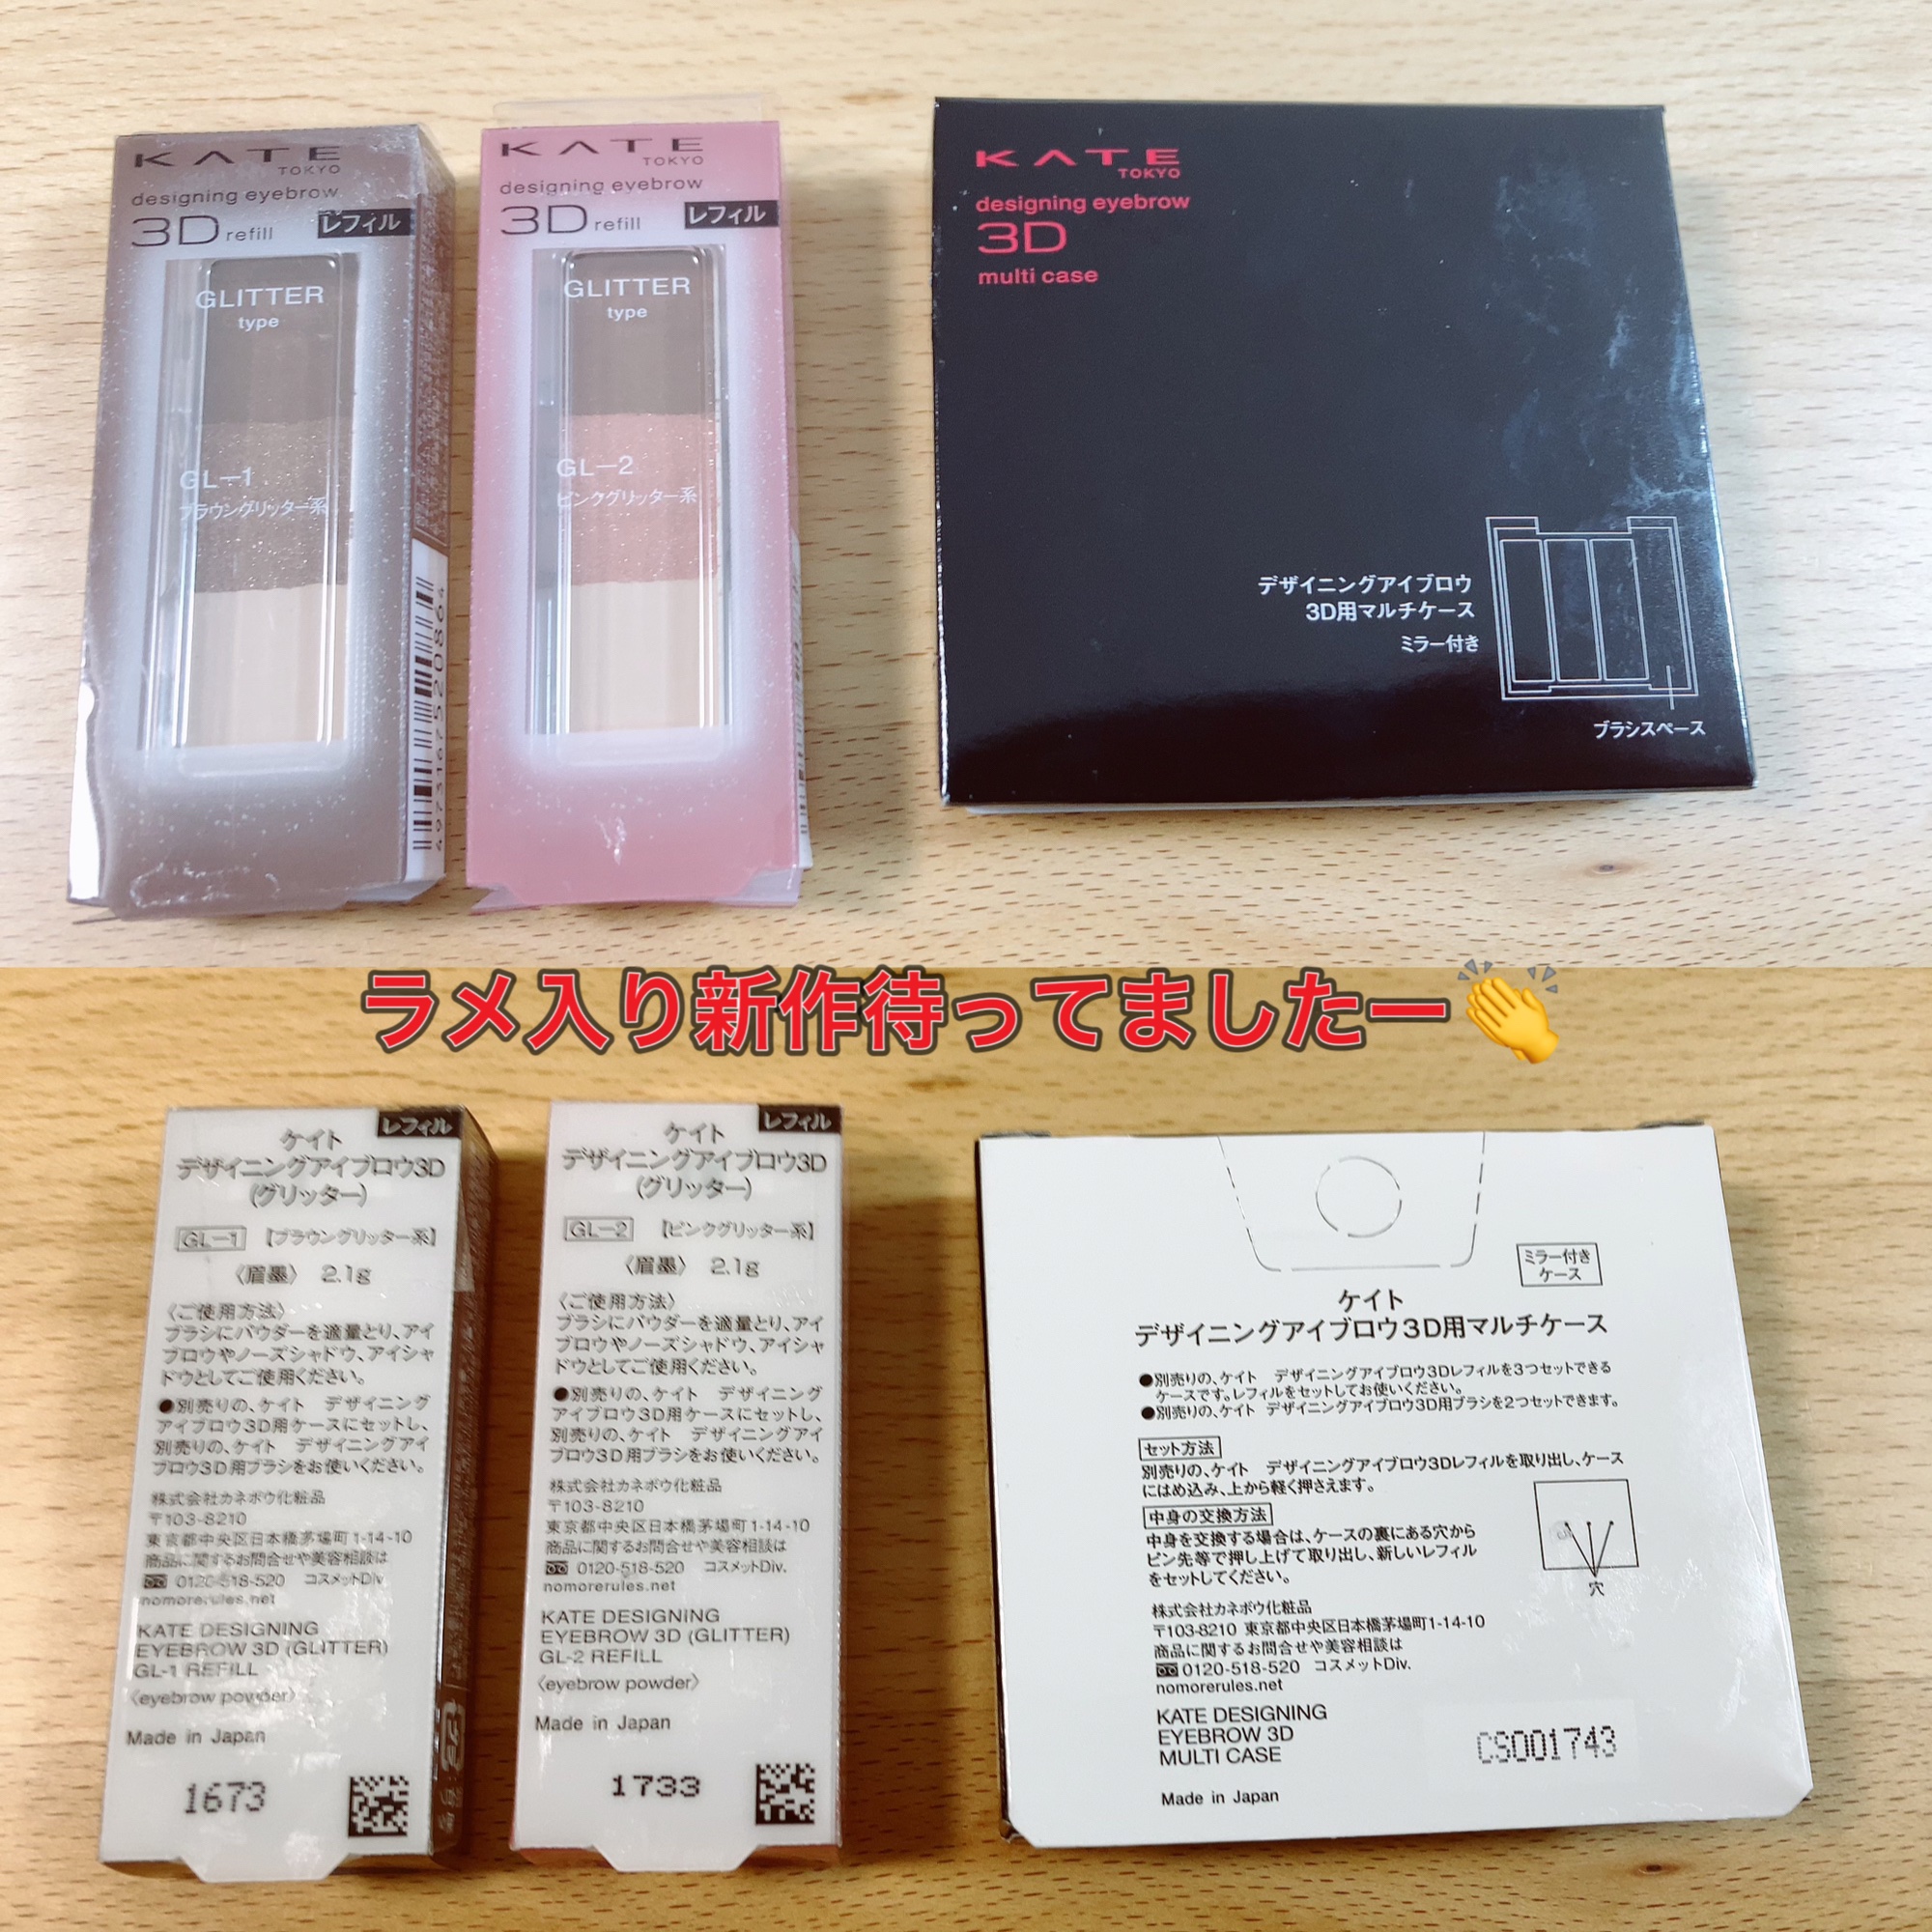 KATE
TOKYO
designing eyebrow
3D refill
レフィル
GLITTER
type
GL-1
ブラウングリッター系
4973167520864
KATE
TOKYO
designing eyebrow
3D refill
レフィル
GLITTER
type
GL-2
ピンクグリッター系
KATE
TOKYO
designing eyebrow
3D
multi case
デザイニングアイブロウ
3D用マルチケース
ミラー付き
ブラシスペース
ラメ入り新作待ってましたー👏
レフィル
ケイト
デザイニングアイブロウ3D
(グリッター)
GL-1 【ブラウングリッター系】
〈眉墨〉 2.1g
〈ご使用方法〉
ブラシにパウダーを適量とり、アイ
ブロウやノーズシャドウ、アイシャ
ドウとしてご使用ください。
●別売りの、ケイト デザイニング
アイブロウ3D用ケースにセットし、
別売りの、ケイト デザイニングアイ
ブロウ3D用ブラシをお使いください。
株式会社カネボウ化粧品
〒103-8210
東京都中央区日本橋茅場町1-14-10
商品に関するお問合せや美容相談は
0120-518-520 コスメットDiv.
nomorerules.net
KATE DESIGNING
EYEBROW 3D (GLITTER)
GL-1 REFILL
〈eyebrow powder〉
Made in Japan
1673
レフィル
ケイト
デザイニングアイブロウ3D
(グリッター)
GL-2 【ピンクグリッター系】
〈眉墨〉 2.1g
〈ご使用方法〉
ブラシにパウダーを適量とり、アイ
ブロウやノーズシャドウ、アイシャ
ドウとしてご使用ください。
●別売りの、ケイト デザイニング
アイブロウ3D用ケースにセットし、
別売りの、ケイト デザイニングアイ
ブロウ3D用ブラシをお使いください。
株式会社カネボウ化粧品
〒103-8210
東京都中央区日本橋茅場町1-14-10
商品に関するお問合せや美容相談は
0120-518-520 コスメットDiv.
nomorerules.net
KATE DESIGNING
EYEBROW 3D (GLITTER)
GL-2 REFILL
〈eyebrow powder〉
Made in Japan
1733
ミラー付き
ケース
ケイト
デザイニングアイブロウ3D用マルチケース
●別売りの、ケイト デザイニングアイブロウ3Dレフィルを3つセットできる
ケースです。レフィルをセットしてお使いください。
●別売りの、ケイト デザイニングアイブロウ3D用ブラシを2つセットできます。
セット方法
別売りの、ケイト デザイニングアイブロウ3Dレフィルを取り出し、ケース
にはめ込み、上から軽く押さえます。
中身の交換方法
中身を交換する場合は、ケースの裏にある穴から
ピン先等で押し上げて取り出し、新しいレフィル
をセットしてください。
穴
株式会社カネボウ化粧品
〒103-8210 東京都中央区日本橋茅場町1-14-10
商品に関するお問合せや美容相談は
0120-518-520 コスメットDiv.
nomorerules.net
KATE DESIGNING
EYEBROW 3D
MULTI CASE
CS001743
Made in Japan